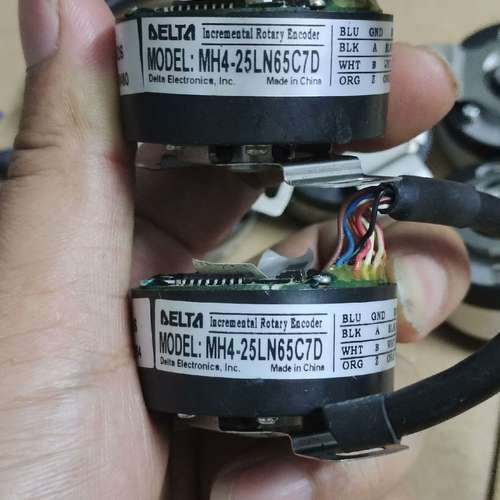 DELTA Incremental Rotary Encoder
MODEL: MH4-25LN65C7D
Delta Electronics, Inc. Made in China
BLU GND
BLK A
WHT B
ORG Z
DELTA Incremental Rotary Encoder
MODEL: MH4-25LN65C7D
Delta Electronics, Inc. Made in China
BLU GND
BLK A
WHT B
ORG Z